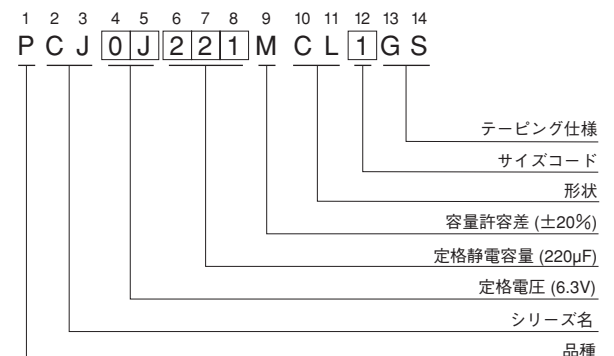 1 2 3 4 5 6 7 8 9 10 11 12 13 14
P C J 0 J 2 2 1 M C L 1 G S
テーピング仕様
サイズコード
形状
容量許容差 (±20%)
定格静電容量 (220µF)
定格電圧 (6.3V)
シリーズ名
品種